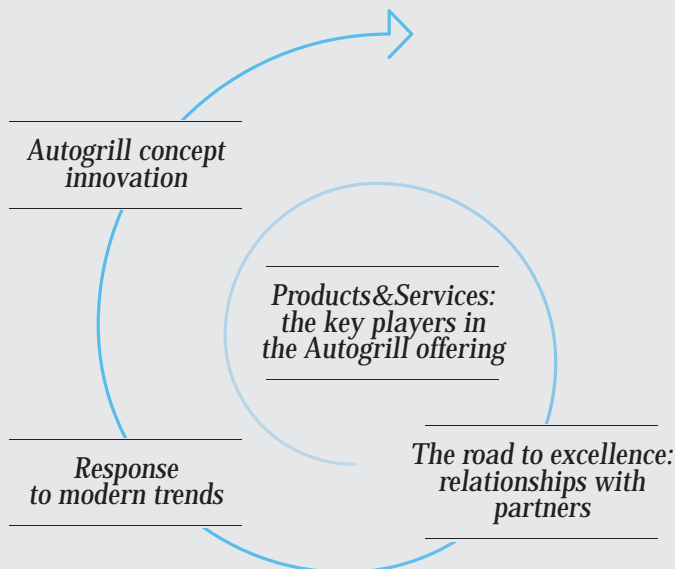 Autogrill concept
innovation
Products&Services:
the key players in
the Autogrill offering
Response
to modern trends
The road to excellence:
relationships with
partners